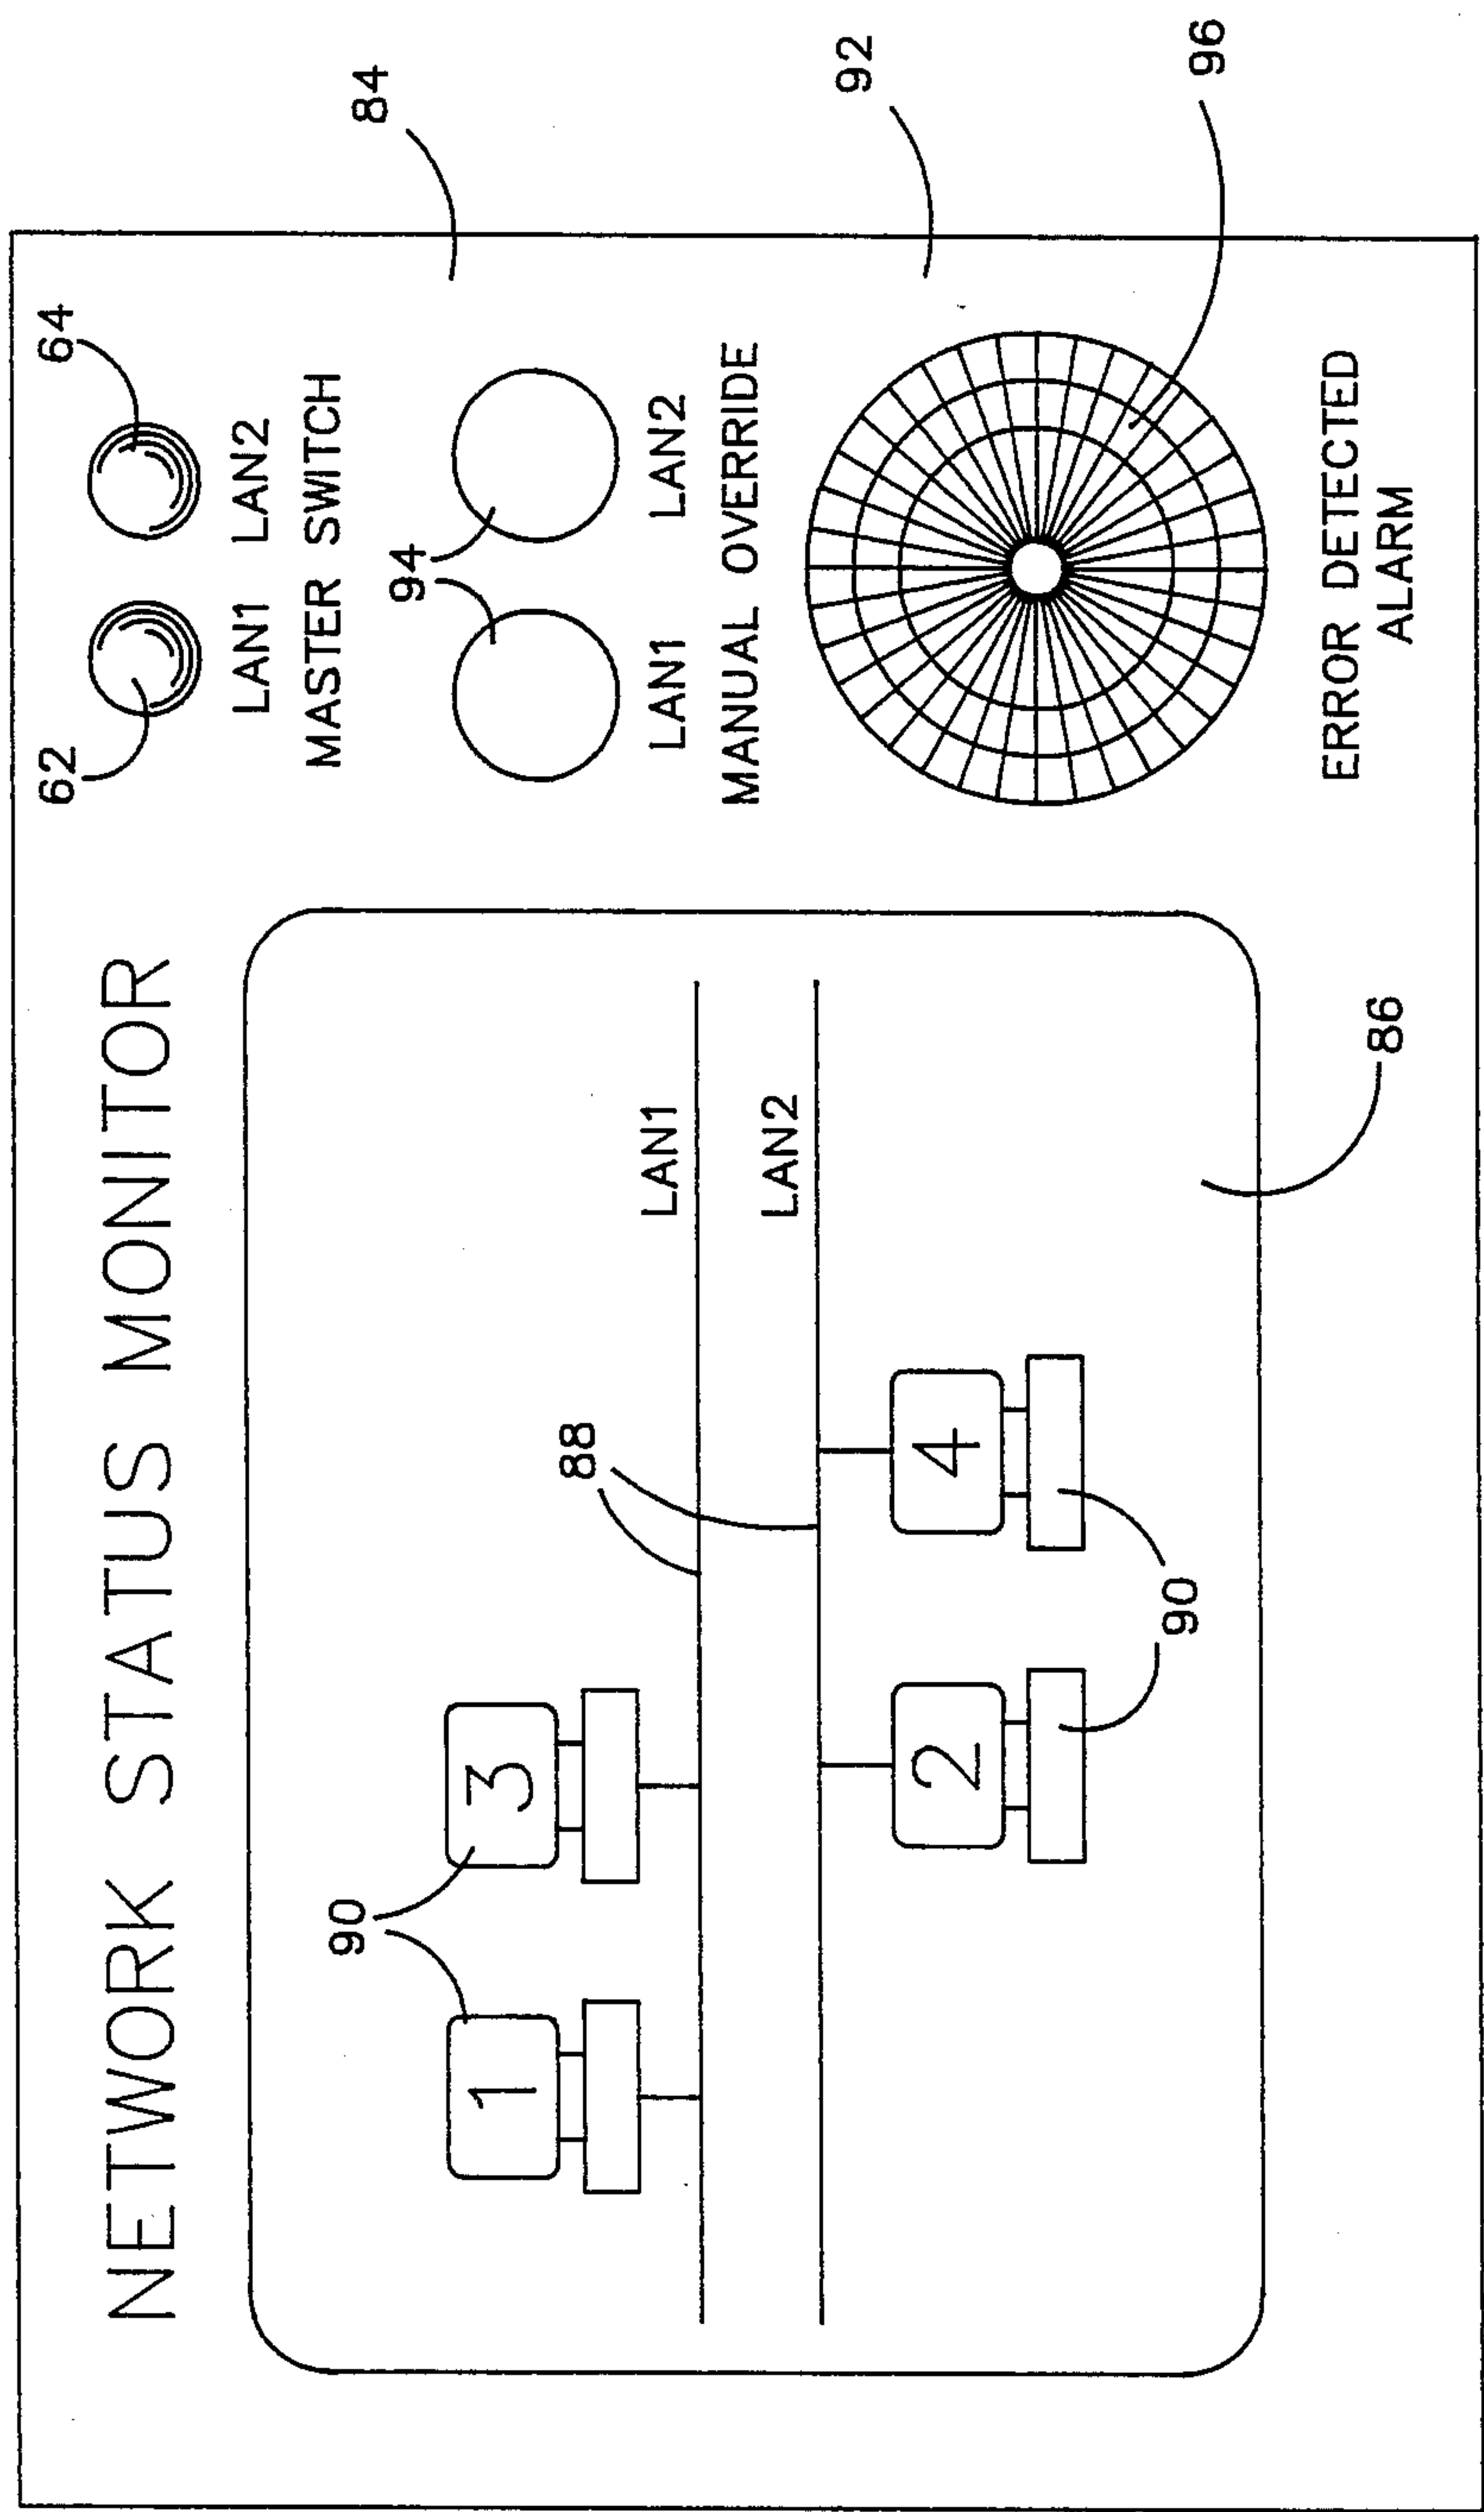 NETWORK STATUS MONITOR
62
64
LAN1 LAN2
MASTER SWITCH
84
94
LAN1 LAN2
MANUAL OVERRIDE
92
96
ERROR DETECTED
ALARM
90
1
3
88
LAN1
LAN2
2
4
90
86